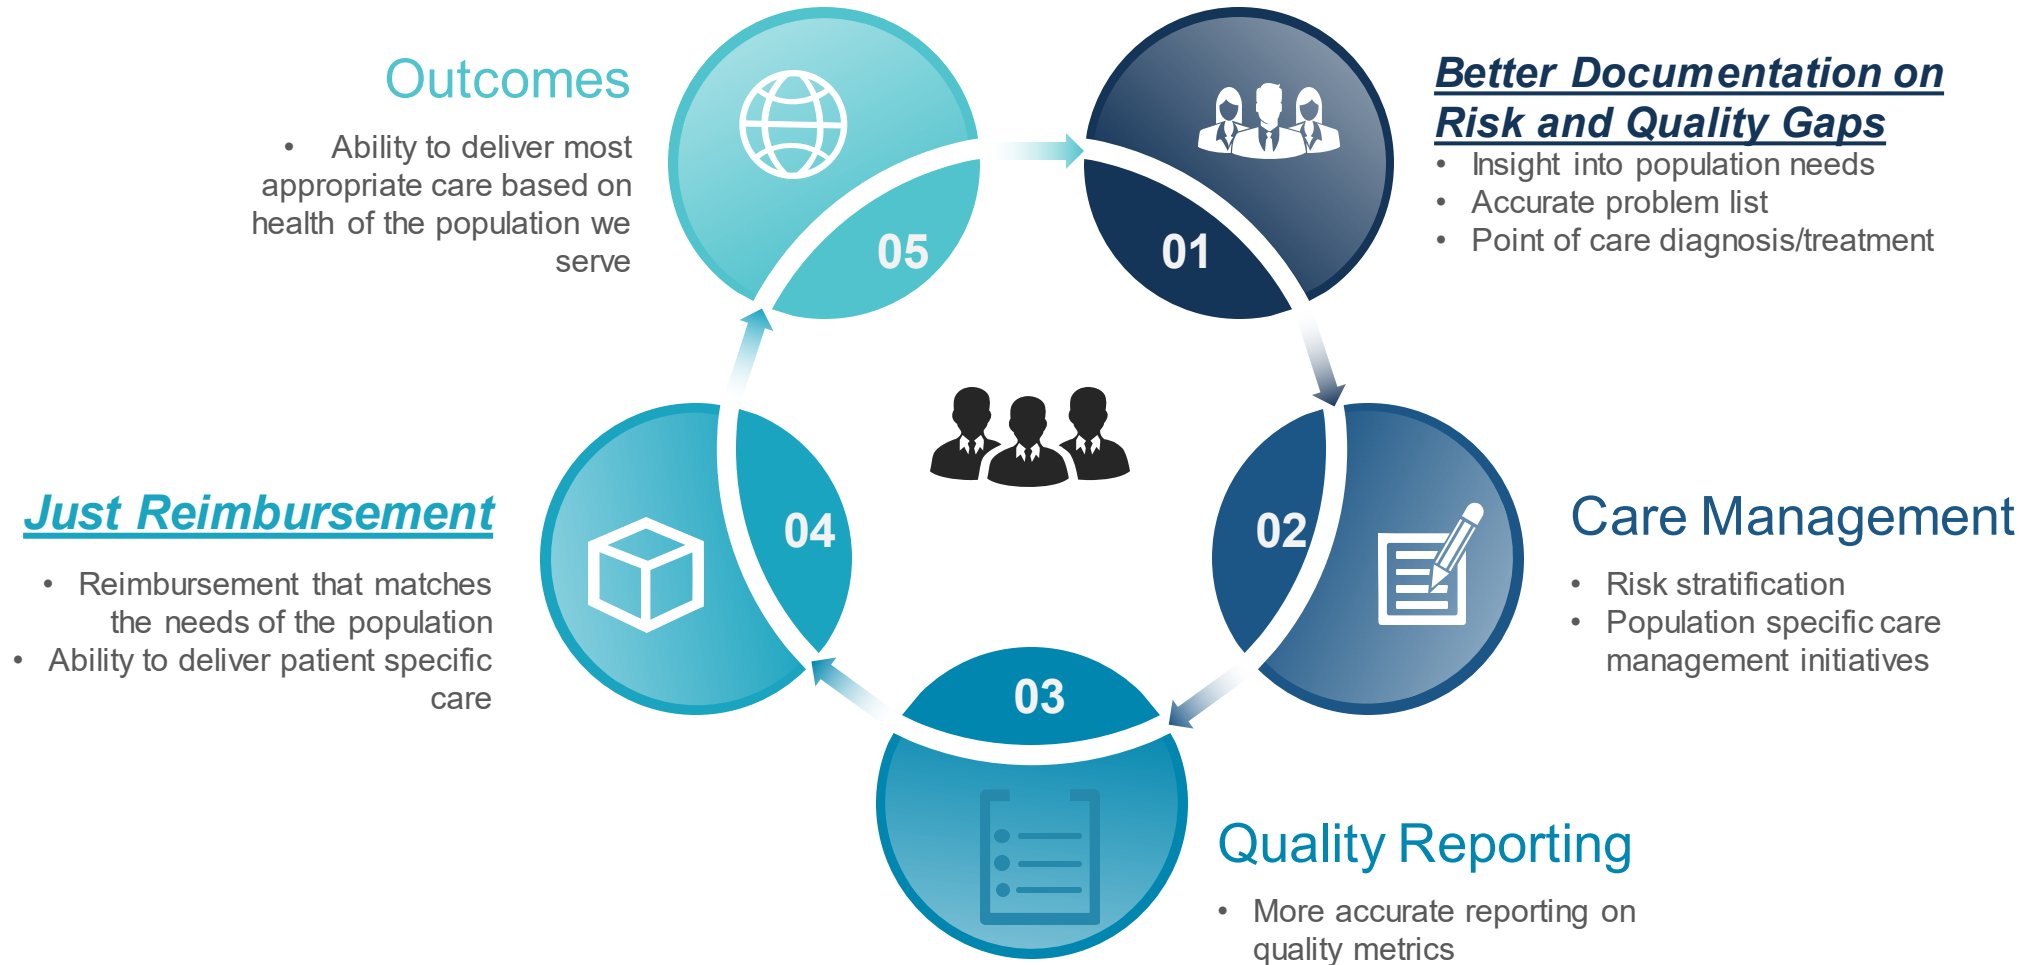 Outcomes
• Ability to deliver most
appropriate care based on
health of the population we
serve
05
01
Better Documentation on
Risk and Quality Gaps
• Insight into population needs
• Accurate problem list
• Point of care diagnosis/treatment
02
Care Management
• Risk stratification
• Population specific care
management initiatives
03
Quality Reporting
• More accurate reporting on
quality metrics
04
Just Reimbursement
• Reimbursement that matches
the needs of the population
• Ability to deliver patient specific
care